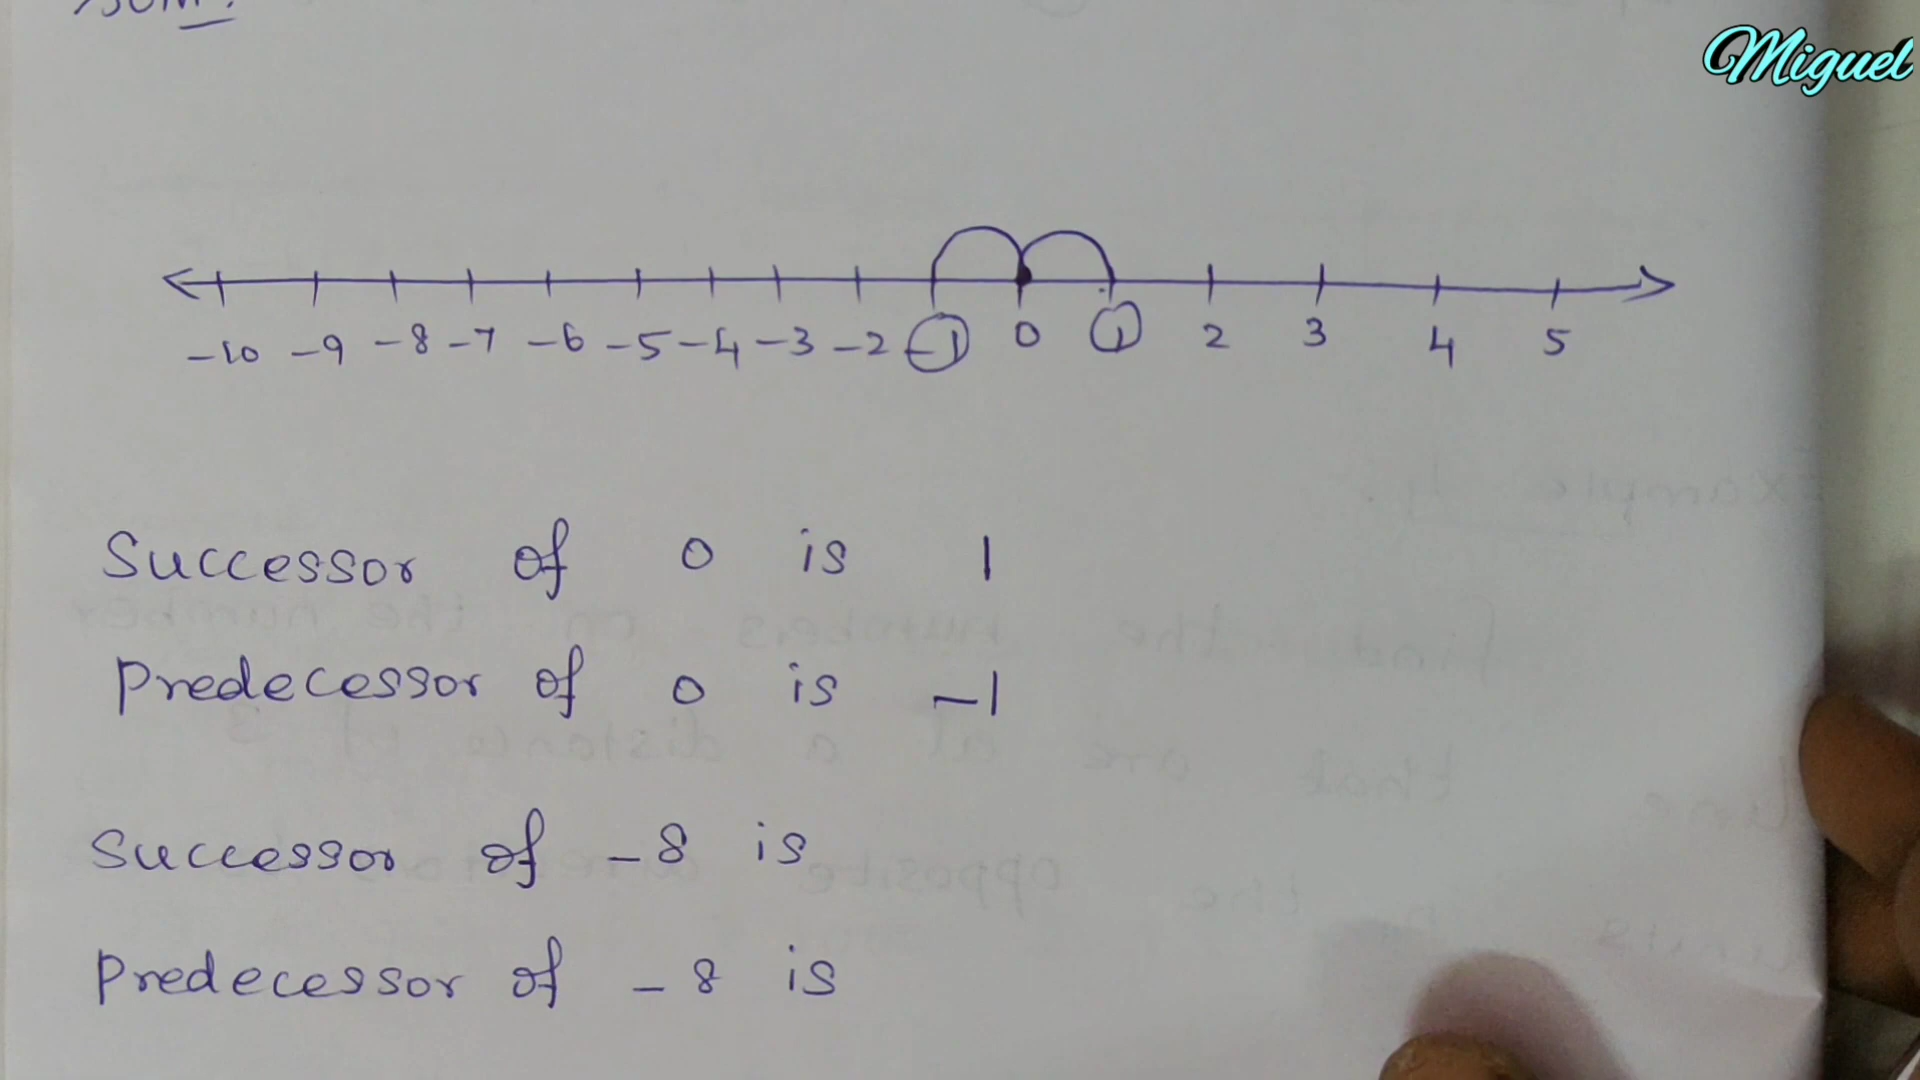 Miguel
-10 -9 -8 -7 -6 -5 -4 -3 -2 -1 0 1 2 3 4 5
Successor of 0 is 1
Predecessor of 0 is -1
Successor of -8 is
Predecessor of -8 is